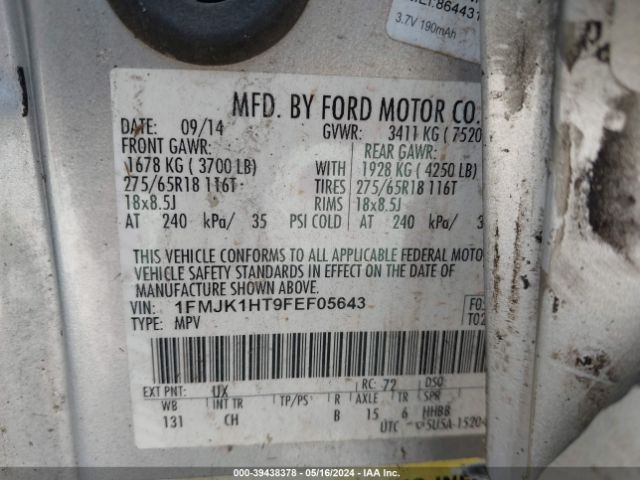 3.7V 190mAh
MFD. BY FORD MOTOR CO.
DATE: 09/14 GVWR: 3411 KG ( 7520
FRONT GAWR: REAR GAWR:
1678 KG ( 3700 LB) WITH 1928 KG ( 4250 LB)
275/65R18 116T TIRES 275/65R18 116T
18x8.5J RIMS 18x8.5J
AT 240 kPa/ 35 PSI COLD AT 240 kPa/ 3
THIS VEHICLE CONFORMS TO ALL APPLICABLE FEDERAL MOTO
VEHICLE SAFETY STANDARDS IN EFFECT ON THE DATE OF
MANUFACTURE SHOWN ABOVE.
VIN: 1FMJK1HT9FEF05643
TYPE: MPV
EXT PNT: UX RC: 72 DSO:
WB INT TR TP/PS R AXLE TR SPR
131 CH B 15 6 HHBB
UTC
000-39438378 - 05/16/2024 - IAA Inc.